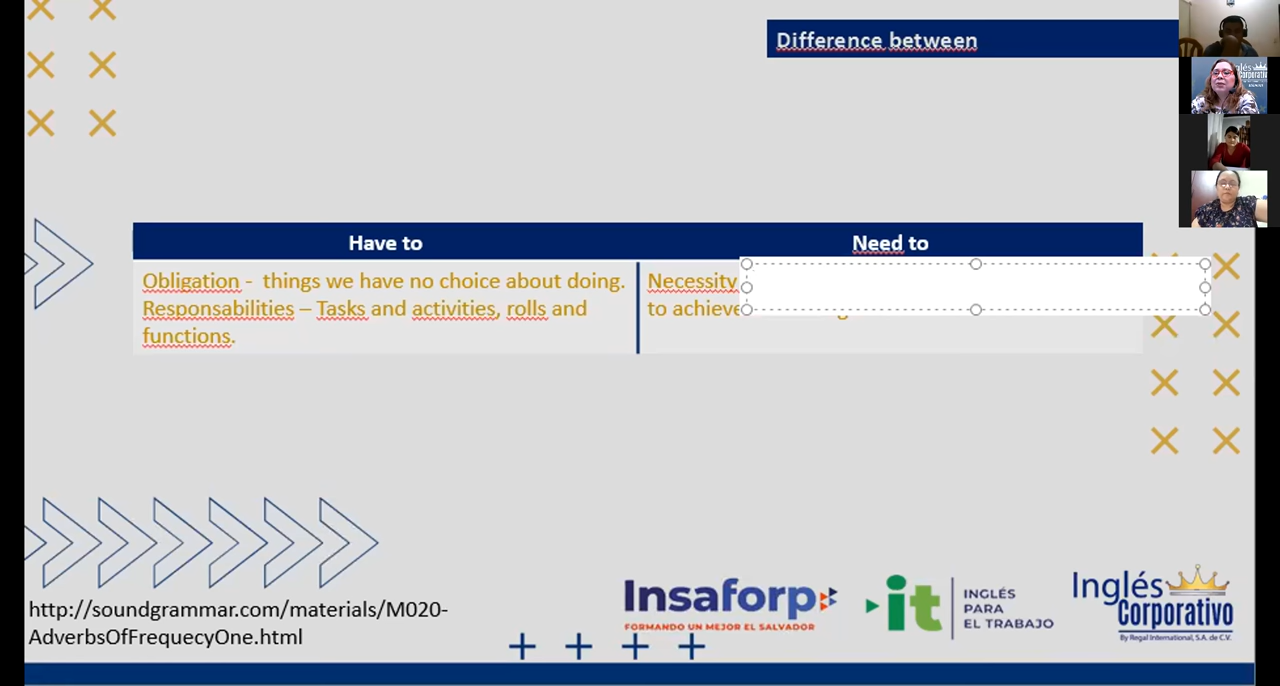 Difference between
Have to
Need to
Obligation - things we have no choice about doing.
Responsabilities – Tasks and activities, rolls and
functions.
Necessity
to achieve
http://soundgrammar.com/materials/M020-
AdverbsOfFrequecyOne.html
Insaforp
FORMANDO UN MEJOR EL SALVADOR
it
INGLÉS
PARA
EL TRABAJO
Inglés
Corporativo
By Regal International, S.A. de C.V.